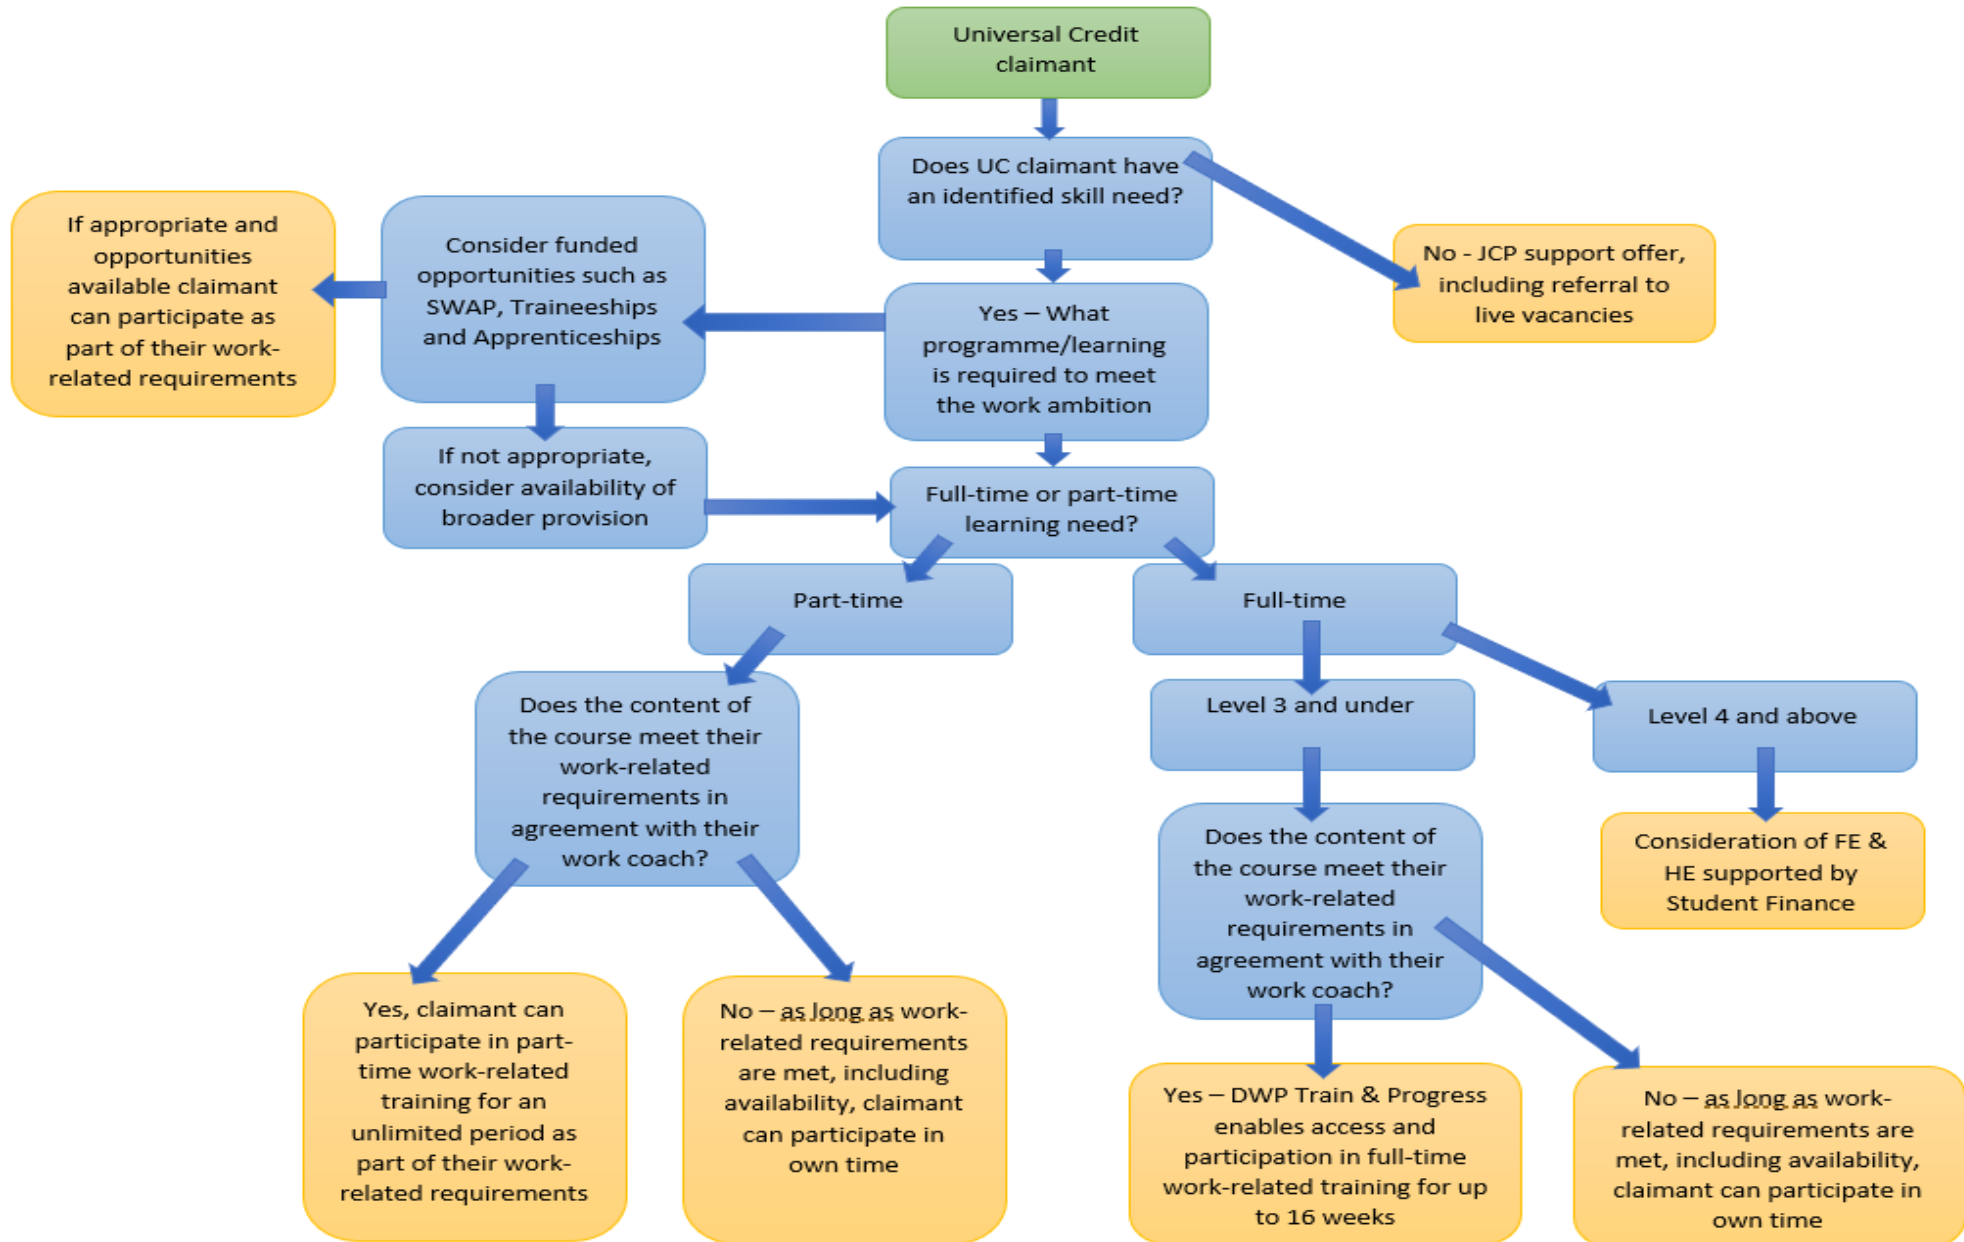 Universal Credit
claimant
Does UC claimant have
an identified skill need?
If appropriate and
opportunities
available claimant
can participate as
part of their work-
related requirements
Consider funded
opportunities such as
SWAP, Traineeships
and Apprenticeships
No - JCP support offer,
including referral to
live vacancies
Yes – What
programme/learning
is required to meet
the work ambition
If not appropriate,
consider availability of
broader provision
Full-time or part-time
learning need?
Part-time
Full-time
Does the content of
the course meet their
work-related
requirements in
agreement with their
work coach?
Level 3 and under
Level 4 and above
Does the content of
the course meet their
work-related
requirements in
agreement with their
work coach?
Consideration of FE &
HE supported by
Student Finance
Yes, claimant can
participate in part-
time work-related
training for an
unlimited period as
part of their work-
related requirements
No – as long as work-
related requirements
are met, including
availability, claimant
can participate in
own time
Yes – DWP Train & Progress
enables access and
participation in full-time
work-related training for up
to 16 weeks
No – as long as work-
related requirements are
met, including availability,
claimant can participate in
own time